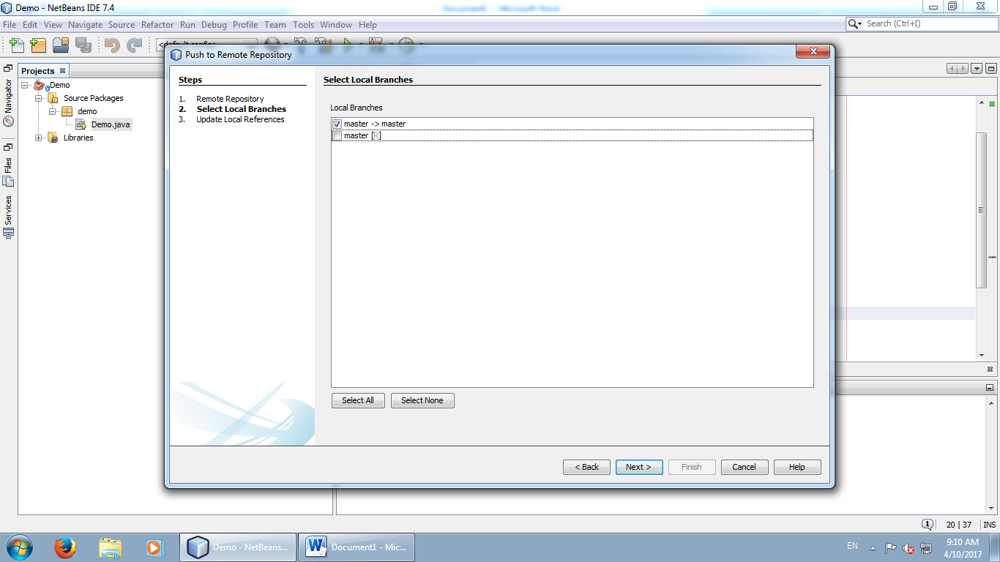 Demo - NetBeans IDE 7.4
File Edit View Navigate Source Refactor Run Debug Profile Team Tools Window Help
Search (Ctrl+I)
Push to Remote Repository
Projects
Navigator
Files
Services
Demo
Source Packages
demo
Demo.java
Libraries
Steps
1. Remote Repository
2. Select Local Branches
3. Update Local References
Select Local Branches
Local Branches
master -> master
master [R]
Select All Select None
< Back Next > Finish Cancel Help
1 20 | 37 INS
Demo - NetBeans... Document1 - Mic...
EN
9:10 AM
4/10/2017